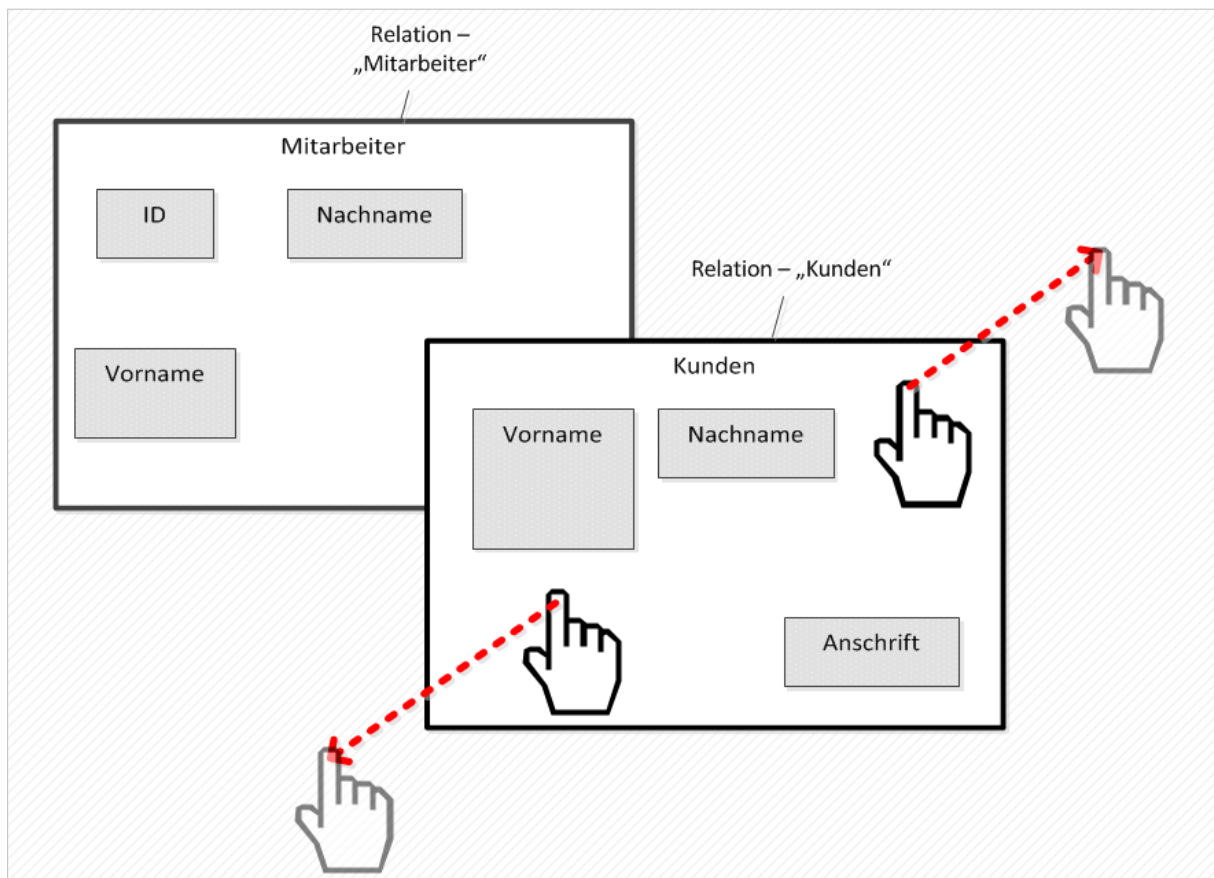 Relation –
„Mitarbeiter“
Mitarbeiter
ID
Nachname
Vorname
Relation – „Kunden“
Kunden
Vorname
Nachname
Anschrift